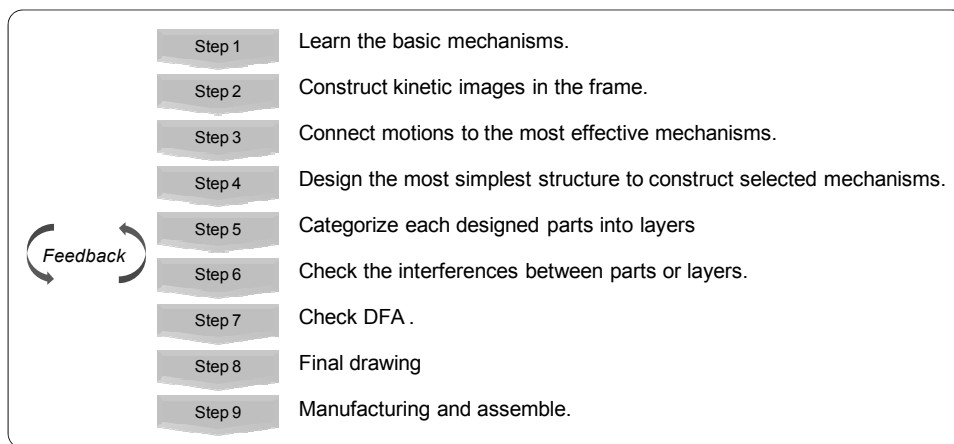 Step 1 Learn the basic mechanisms.
Step 2 Construct kinetic images in the frame.
Step 3 Connect motions to the most effective mechanisms.
Step 4 Design the most simplest structure to construct selected mechanisms.
Step 5 Categorize each designed parts into layers
Feedback
Step 6 Check the interferences between parts or layers.
Step 7 Check DFA .
Step 8 Final drawing
Step 9 Manufacturing and assemble.